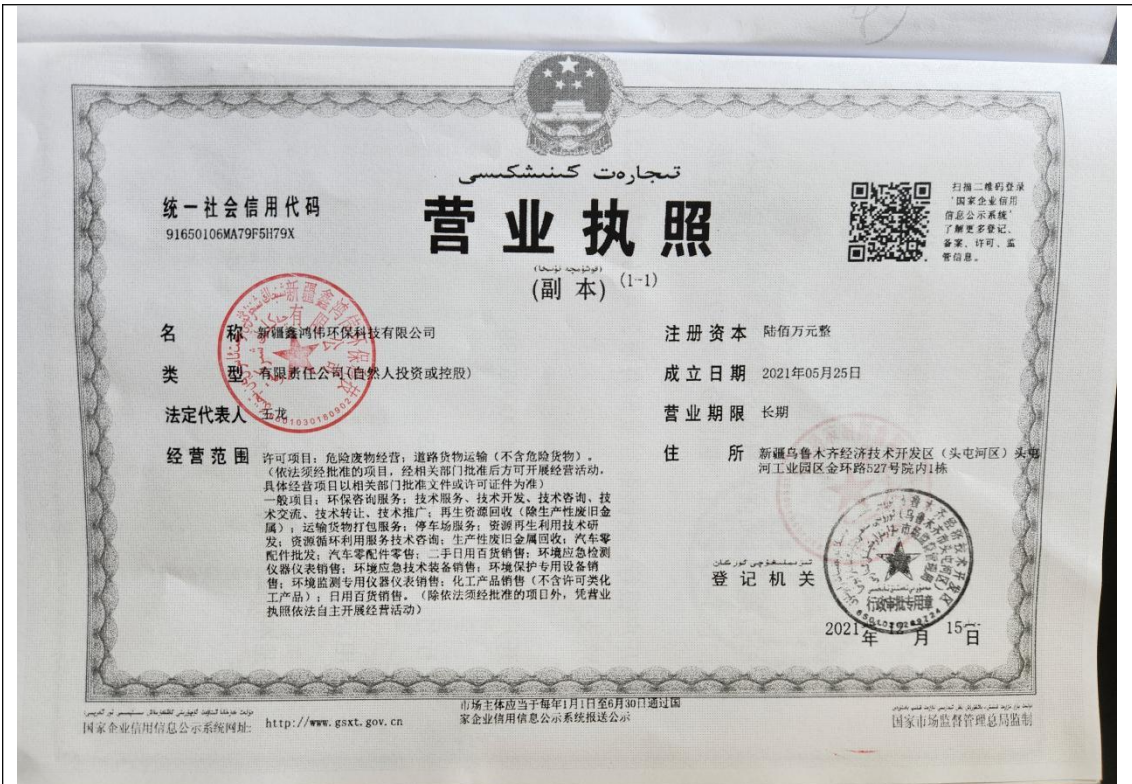 تىجارەت كىنىشكىسى
统一社会信用代码
91650106MA79F5H79X
营业执照
(قوشۇمچە نۇسخا)
(副本) (1-1)
扫描二维码登录
'国家企业信用
信息公示系统'
了解更多登记、
备案、许可、监
管信息。
名称 新疆鑫鸿伟环保科技有限公司
类型 有限责任公司(自然人投资或控股)
法定代表人 王龙
经营范围 许可项目：危险废物经营；道路货物运输（不含危险货物）。
（依法须经批准的项目，经相关部门批准后方可开展经营活动，
具体经营项目以相关部门批准文件或许可证件为准）
一般项目：环保咨询服务；技术服务、技术开发、技术咨询、技
术交流、技术转让、技术推广；再生资源回收（除生产性废旧金
属）；运输货物打包服务；停车场服务；资源再生利用技术研
发；资源循环利用服务技术咨询；生产性废旧金属回收；汽车零
配件批发；汽车零配件零售；二手日用百货销售；环境应急检测
仪器仪表销售；环境应急技术装备销售；环境保护专用设备销
售；环境监测专用仪器仪表销售；化工产品销售（不含许可类化
工产品）；日用百货销售。（除依法须经批准的项目外，凭营业
执照依法自主开展经营活动）
注册资本 陆佰万元整
成立日期 2021年05月25日
营业期限 长期
住所 新疆乌鲁木齐经济技术开发区（头屯河区）头屯
河工业园区金环路527号院内1栋
登记机关
行政审批专用章
2021年12月15日
国家企业信用信息公示系统网址: http://www.gsxt.gov.cn
市场主体应当于每年1月1日至6月30日通过国
家企业信用信息公示系统报送公示
国家市场监督管理总局监制